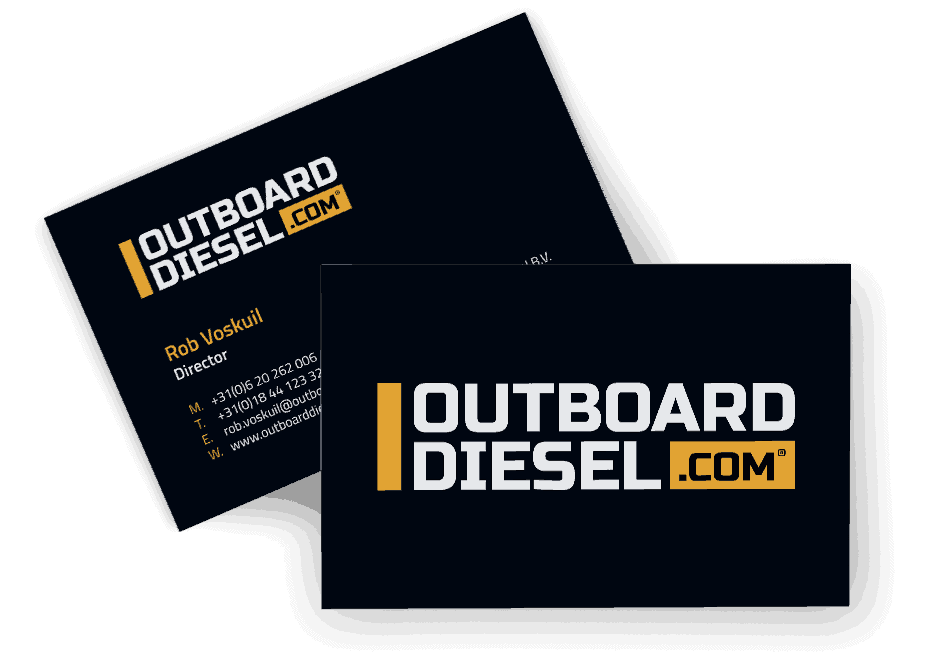 OUTBOARD
DIESEL .COM®
Rob Voskuil
Director
B.V.
M. +31(0)6 20 262 006
T. +31(0)18 44 123 32
E. rob.voskuil@outbo
W. www.outboarddie
OUTBOARD
DIESEL .COM®